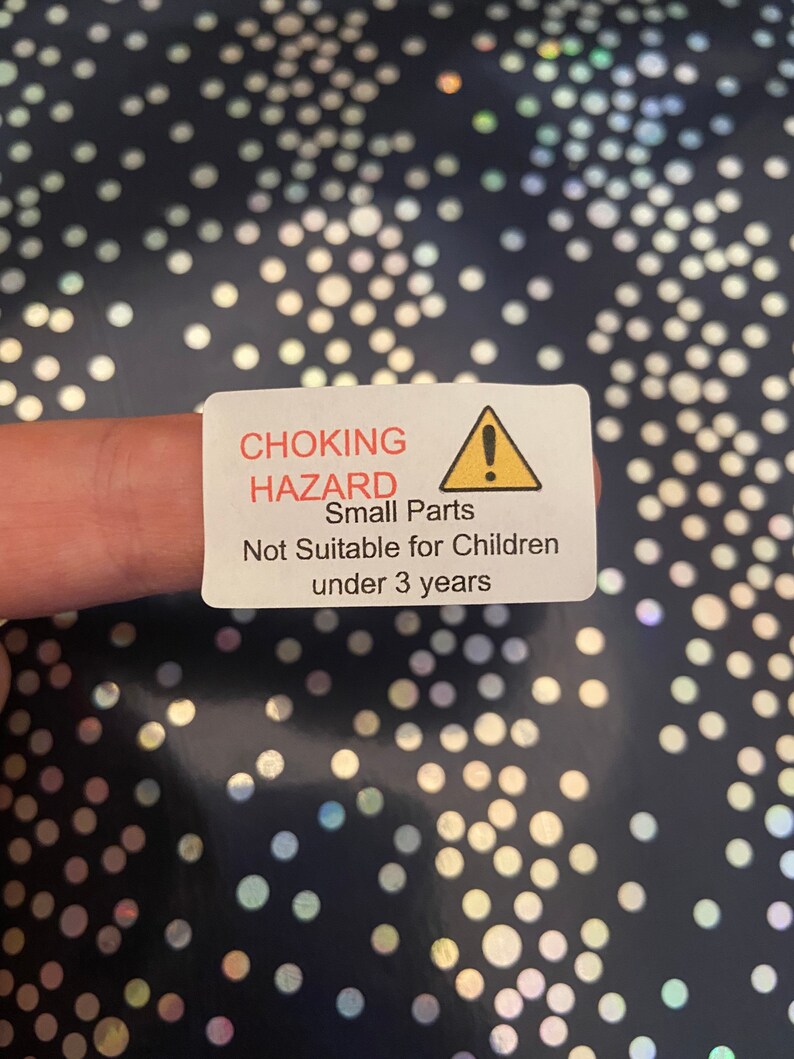 CHOKING
HAZARD
Small Parts
Not Suitable for Children
under 3 years